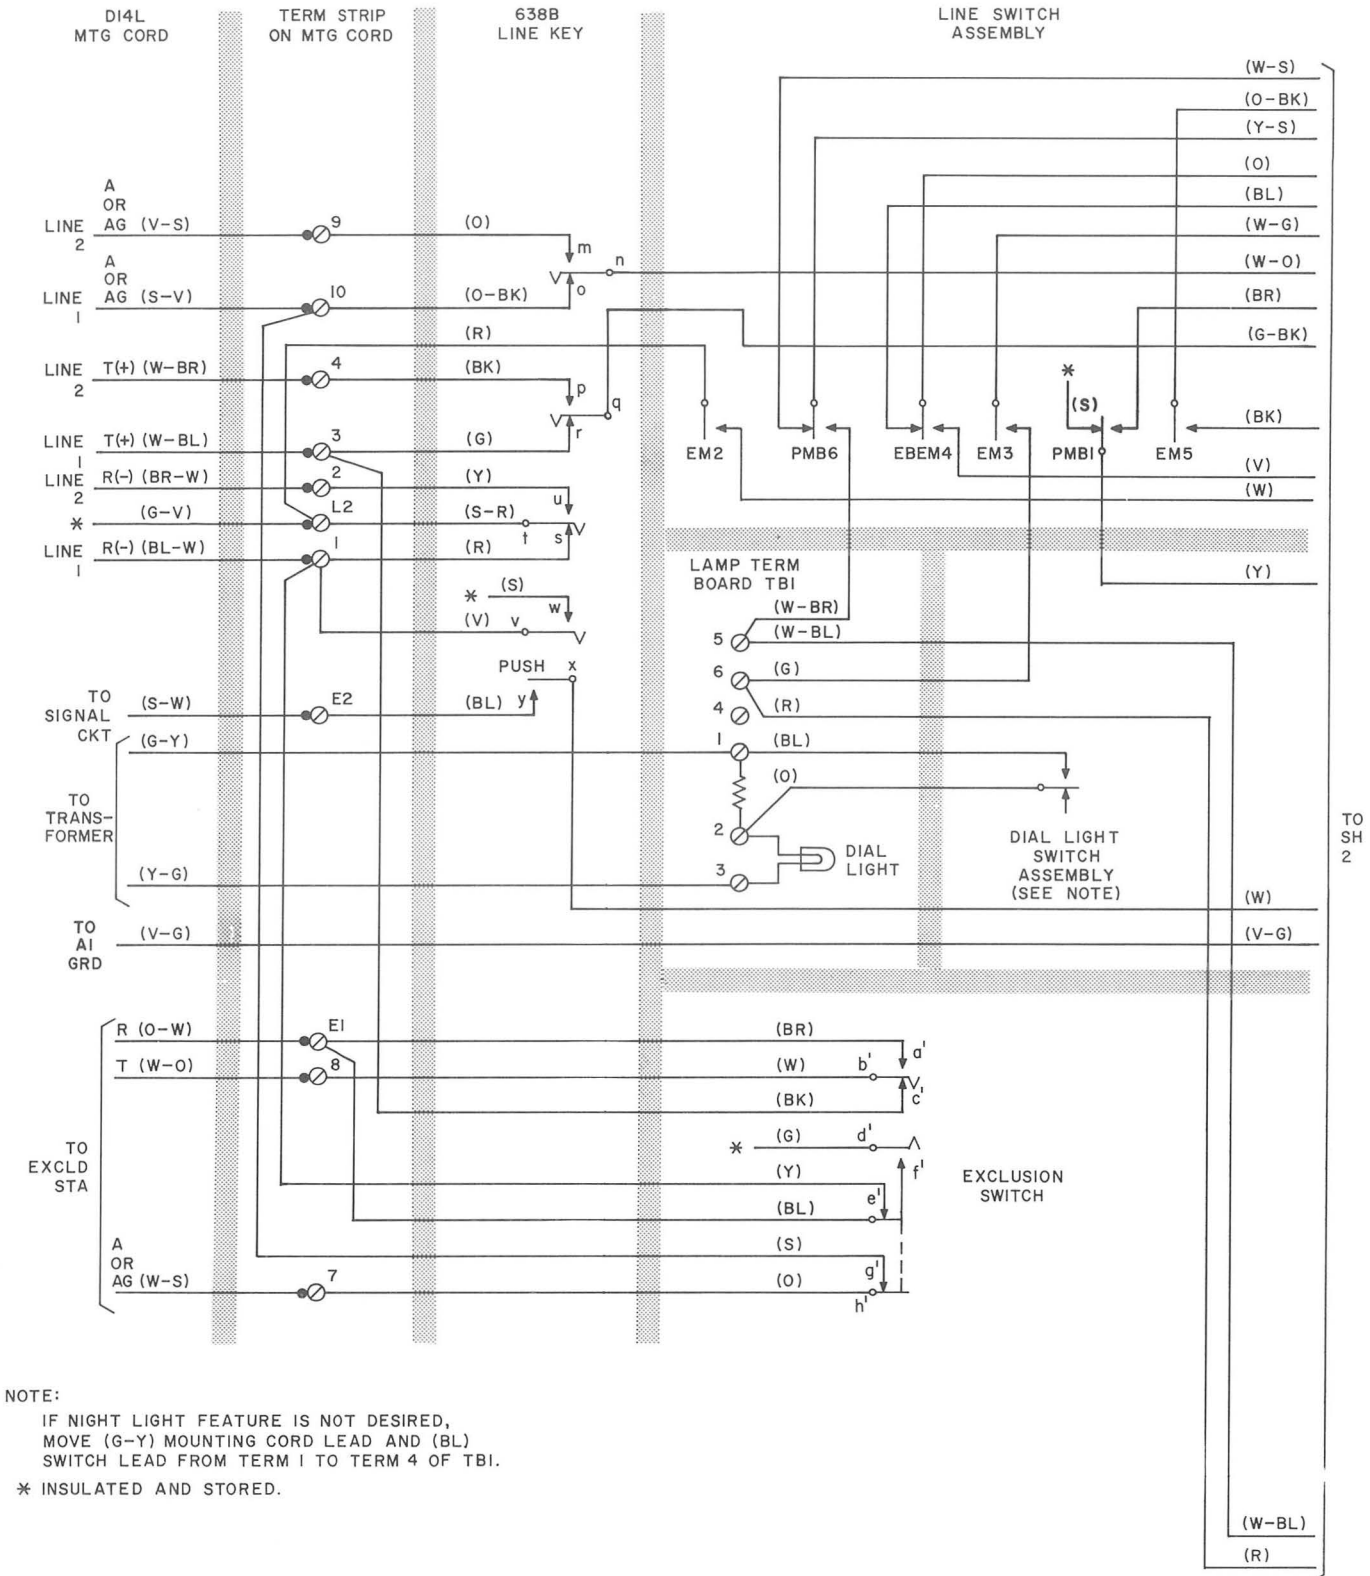 D14L
MTG CORD
TERM STRIP
ON MTG CORD
638B
LINE KEY
LINE SWITCH
ASSEMBLY
(W-S)
(O-BK)
(Y-S)
(O)
(BL)
(W-G)
(W-O)
(BR)
(G-BK)
(BK)
(V)
(W)
(Y)
A
OR
LINE 2 AG (V-S) 9 (O) m
n
A
OR
LINE 1 AG (S-V) 10 (O-BK) o
(R)
LINE 2 T(+) (W-BR) 4 (BK) p
q
LINE 1 T(+) (W-BL) 3 (G) r
LINE 2 R(-) (BR-W) 2 (Y) u
* (G-V) L2 (S-R) t
LINE 1 R(-) (BL-W) 1 (R) s
* (S) w
(V) v
PUSH x
TO
SIGNAL
CKT
(S-W) E2 (BL) y
*
(S)
EM2 PMB6 EBEM4 EM3 PMB1 EM5
LAMP TERM
BOARD TB1
(W-BR)
5 (W-BL)
6 (G)
4 (R)
(G-Y) 1 (BL)
(O)
TO
TRANS-
FORMER
2
DIAL
LIGHT
(Y-G) 3
DIAL LIGHT
SWITCH
ASSEMBLY
(SEE NOTE)
TO
SH
2
(W)
TO
A1
GRD
(V-G) (V-G)
R (O-W) E1 (BR) a'
T (W-O) 8 (W) b'
(BK) c'
* (G) d'
f'
TO
EXCLD
STA
(Y) e'
(BL)
EXCLUSION
SWITCH
(S) g'
A
OR
AG (W-S) 7 (O) h'
NOTE:
IF NIGHT LIGHT FEATURE IS NOT DESIRED,
MOVE (G-Y) MOUNTING CORD LEAD AND (BL)
SWITCH LEAD FROM TERM 1 TO TERM 4 OF TB1.
* INSULATED AND STORED.
(W-BL)
(R)